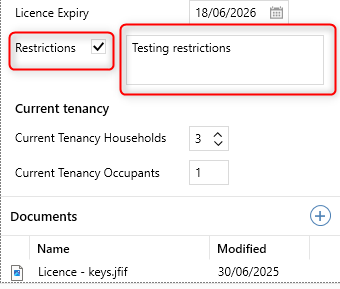 Licence Expiry 18/06/2026
Restrictions Testing restrictions
Current tenancy
Current Tenancy Households 3
Current Tenancy Occupants 1
Documents
Name Modified
Licence - keys.jfif 30/06/2025